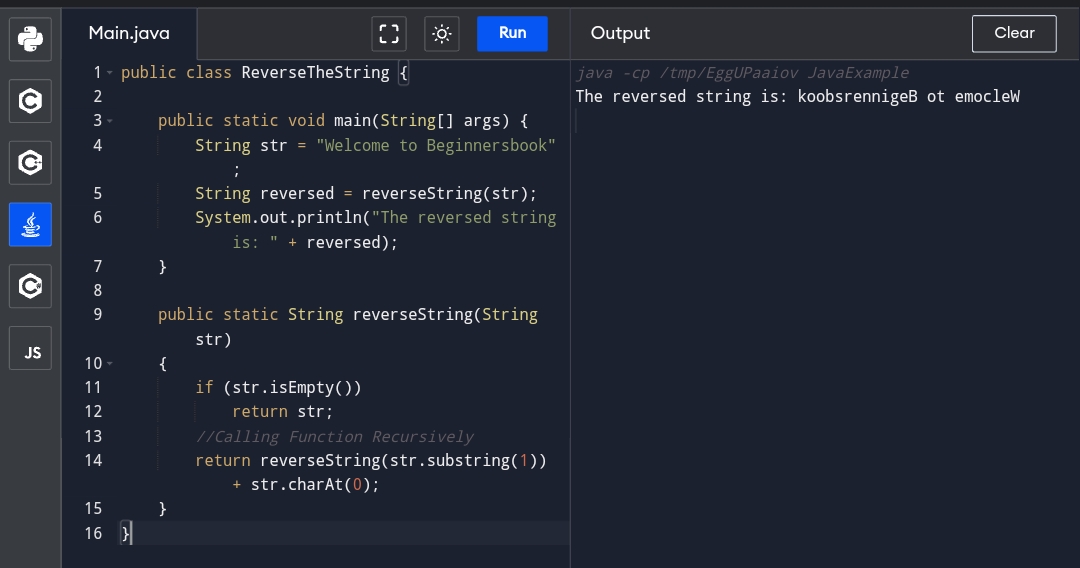 Main.java
Run
Output
Clear
1 public class ReverseTheString {
2
3 public static void main(String[] args) {
4 String str = "Welcome to Beginnersbook"
;
5 String reversed = reverseString(str);
6 System.out.println("The reversed string
is: " + reversed);
7 }
8
9 public static String reverseString(String
str)
10 {
11 if (str.isEmpty())
12 return str;
13 //Calling Function Recursively
14 return reverseString(str.substring(1))
+ str.charAt(0);
15 }
16 }
java -cp /tmp/EggUPaaiov JavaExample
The reversed string is: koobsrennigeB ot emocleW
JS